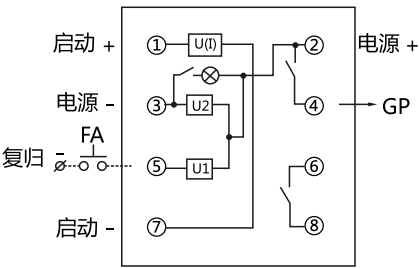 启动 +
① U(I) ② 电源 +
电源 -
③ U2 ④ GP
FA
复归 -
⑤ U1 ⑥
启动 -
⑦ ⑧